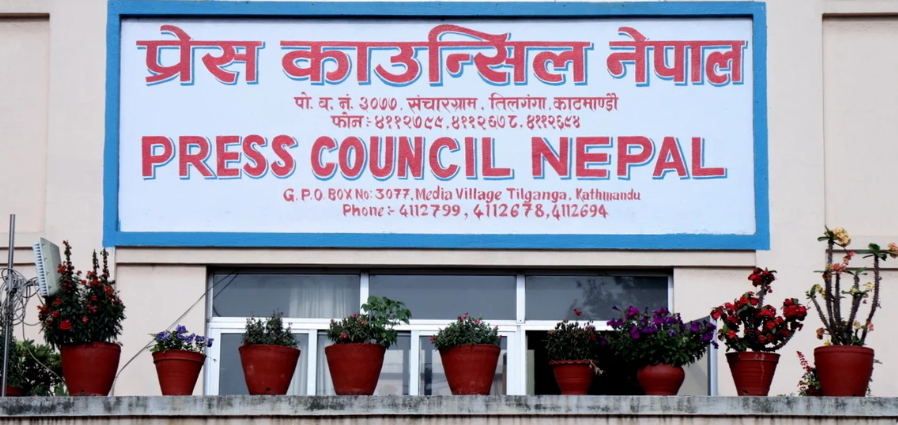 प्रेस काउन्सिल नेपाल
पो. व. नं. ३०७७, संचारग्राम, तिलगंगा, काटमाण्डौ
फोन:- ४११२७९९, ४११२६७८, ४११२६९४
PRESS COUNCIL NEPAL
G.P.O BOX No: 3077, Media Village Tilganga, Kathmandu
Phone:- 4112799, 4112678, 4112694